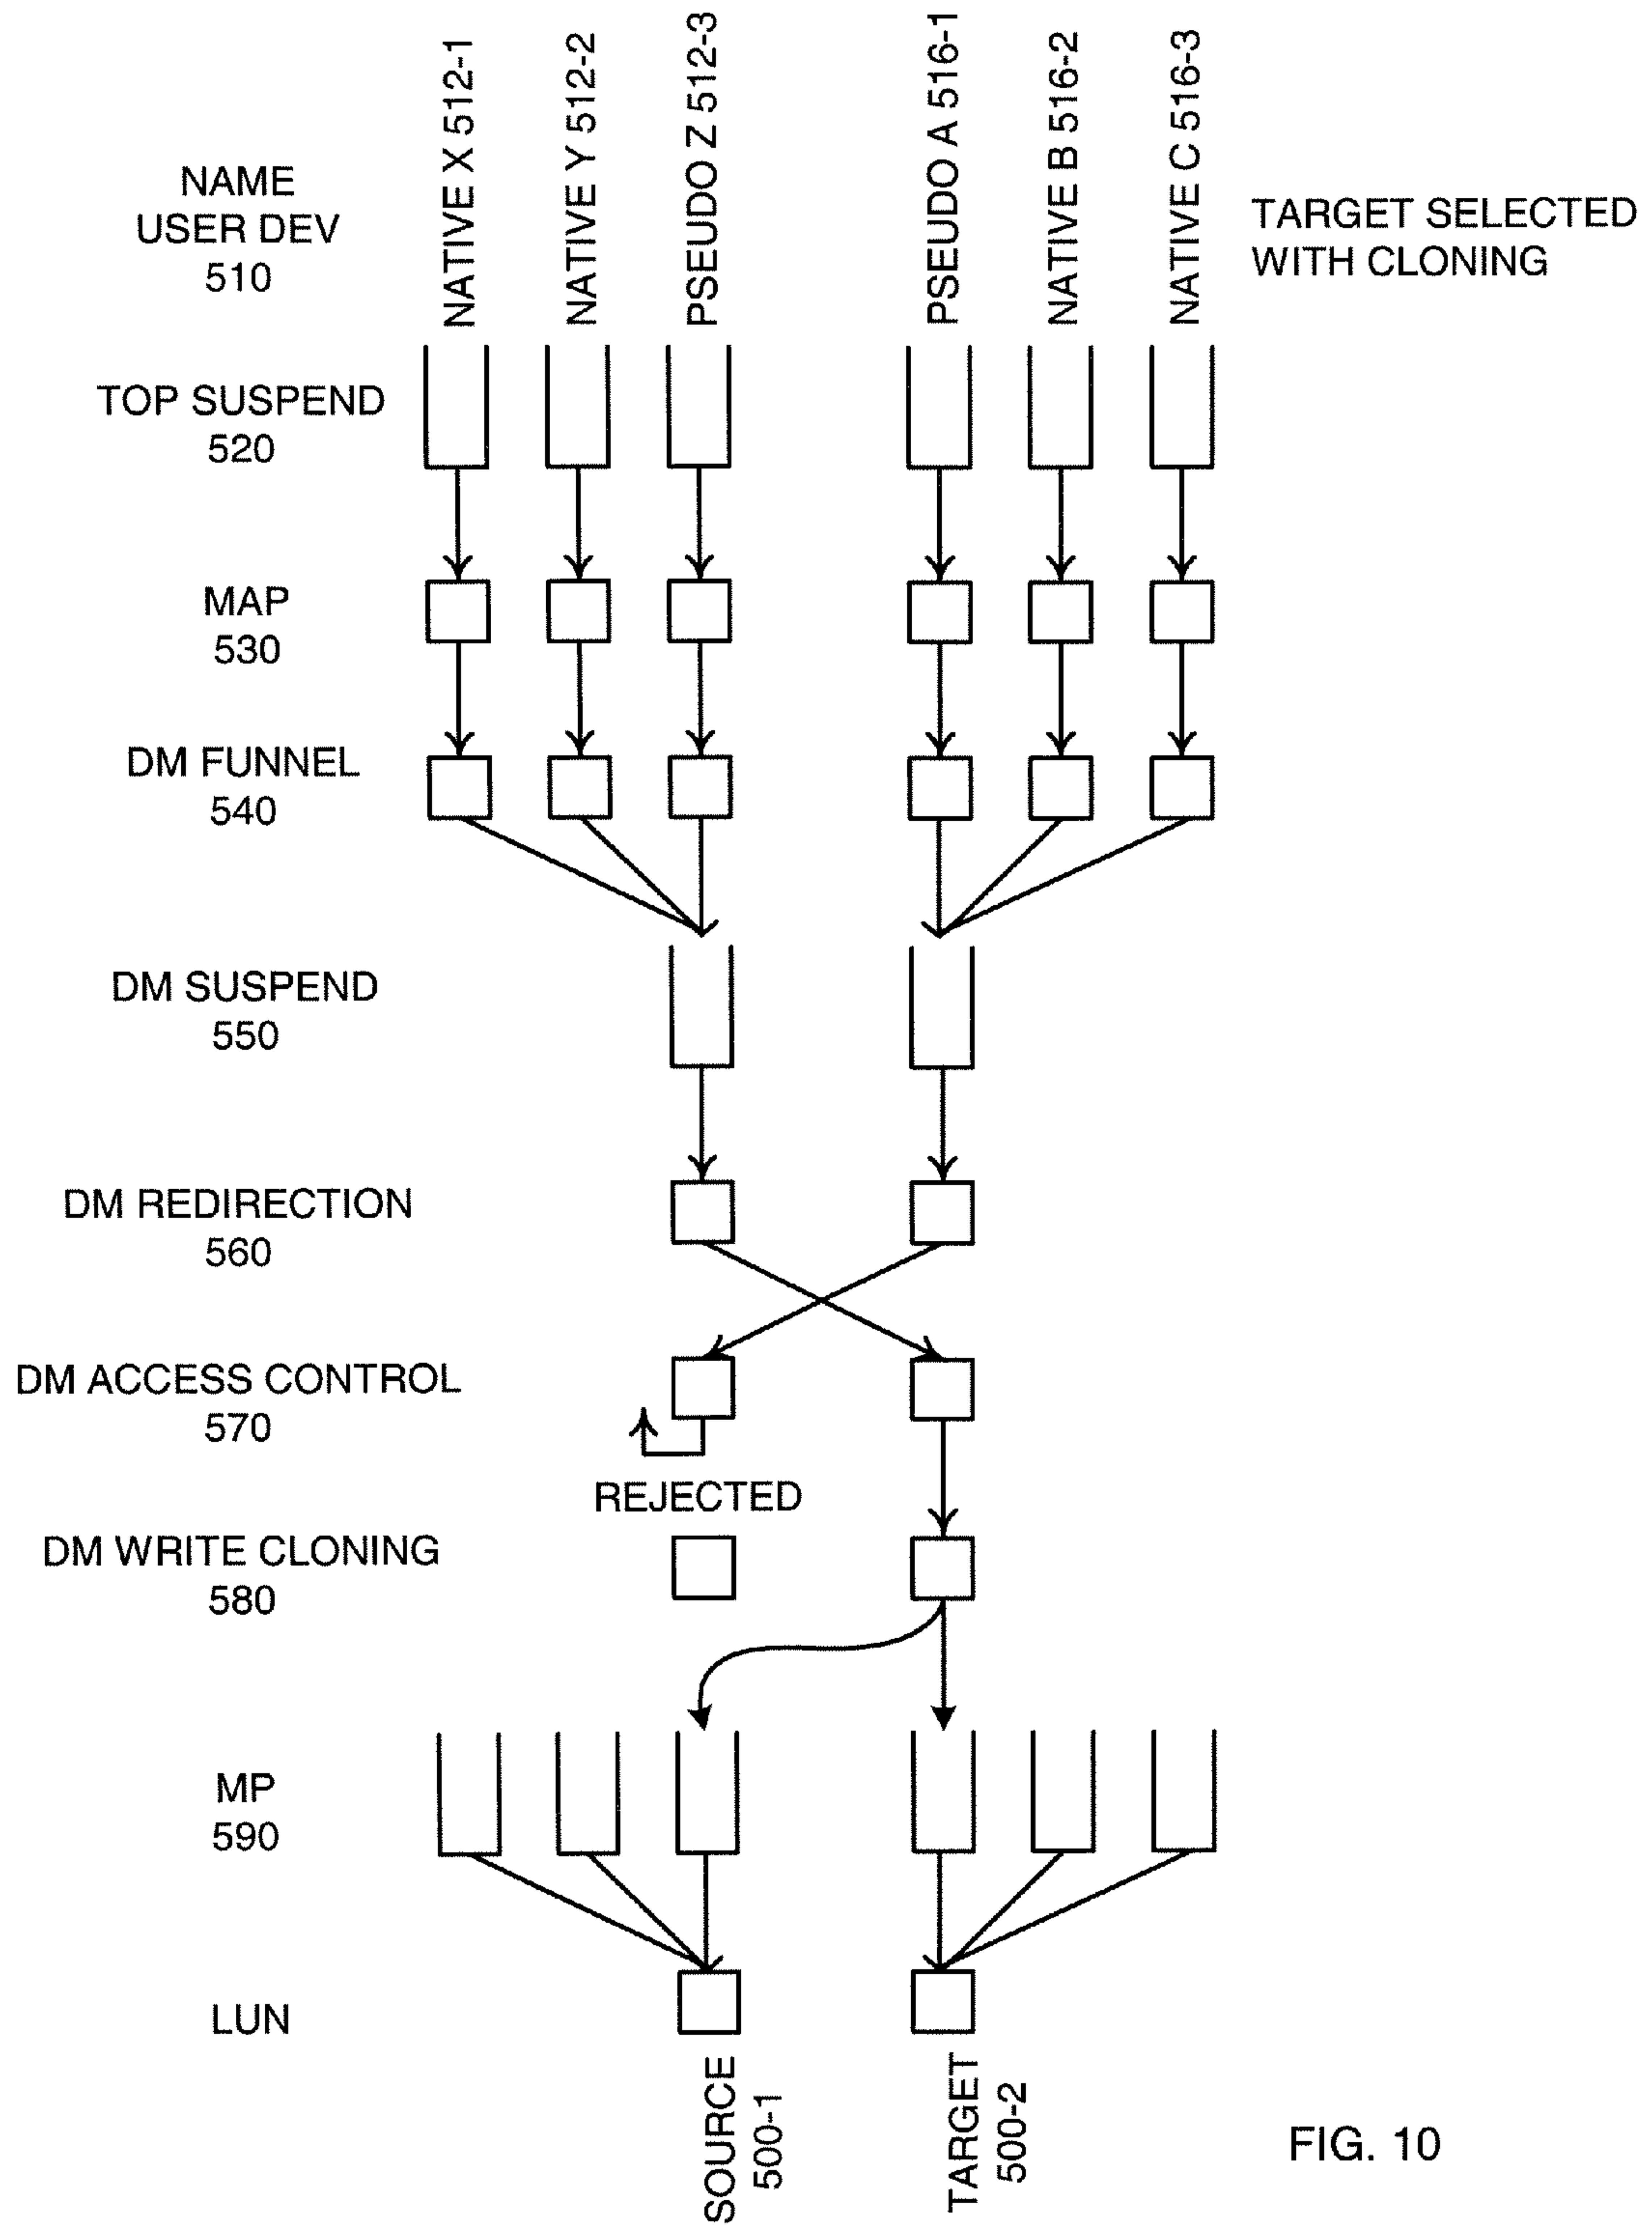 NAME
USER DEV
510
NATIVE X 512-1
NATIVE Y 512-2
PSEUDO Z 512-3
PSEUDO A 516-1
NATIVE B 516-2
NATIVE C 516-3
TARGET SELECTED
WITH CLONING
TOP SUSPEND
520
MAP
530
DM FUNNEL
540
DM SUSPEND
550
DM REDIRECTION
560
DM ACCESS CONTROL
570
REJECTED
DM WRITE CLONING
580
MP
590
LUN
SOURCE
500-1
TARGET
500-2
FIG. 10